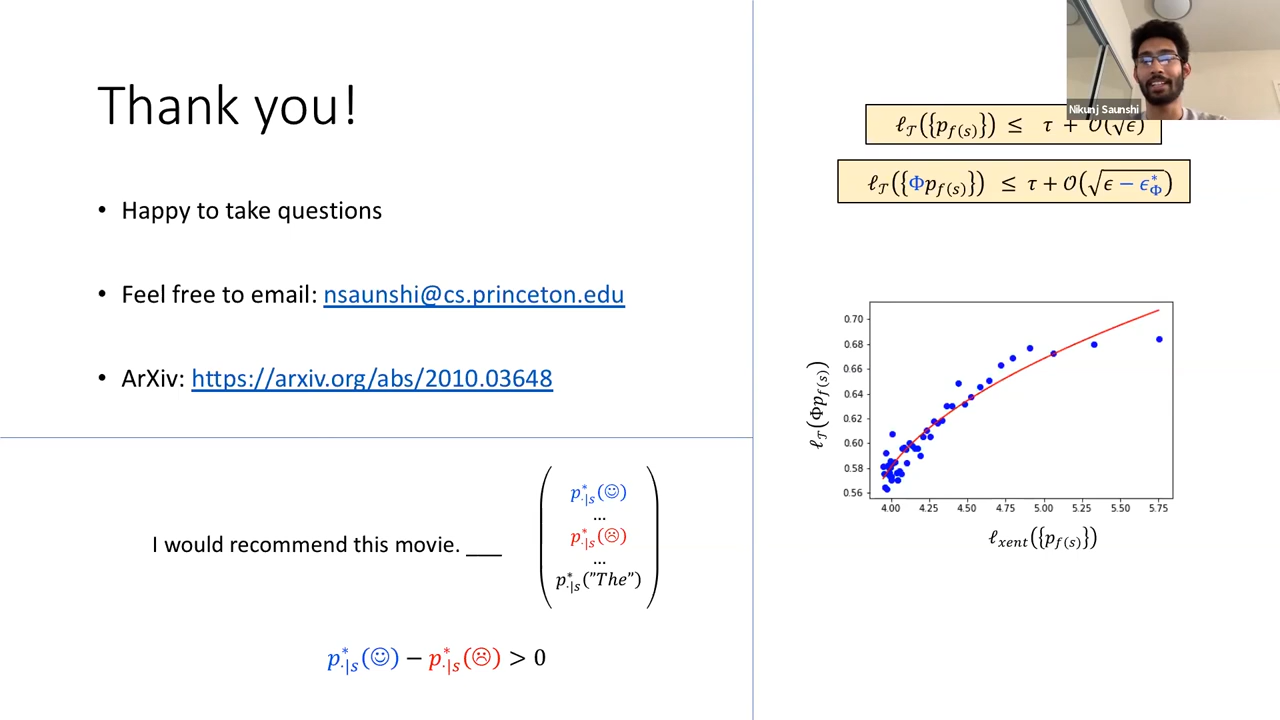 Thank you!
• Happy to take questions
• Feel free to email: nsaunshi@cs.princeton.edu
• ArXiv: https://arxiv.org/abs/2010.03648
I would recommend this movie. ___
p*·|s(☺)
...
p*·|s(☹)
...
p*·|s("The")
p*·|s(☺) − p*·|s(☹) > 0
Nikunj Saunshi
ℓ𝒯({p_f(s)}) ≤ τ + 𝒪(√ϵ)
ℓ𝒯({Φp_f(s)}) ≤ τ + 𝒪(√(ϵ − ϵ*_Φ))
ℓ𝒯(Φp_f(s))
0.70
0.68
0.66
0.64
0.62
0.60
0.58
0.56
4.00 4.25 4.50 4.75 5.00 5.25 5.50 5.75
ℓ_xent({p_f(s)})